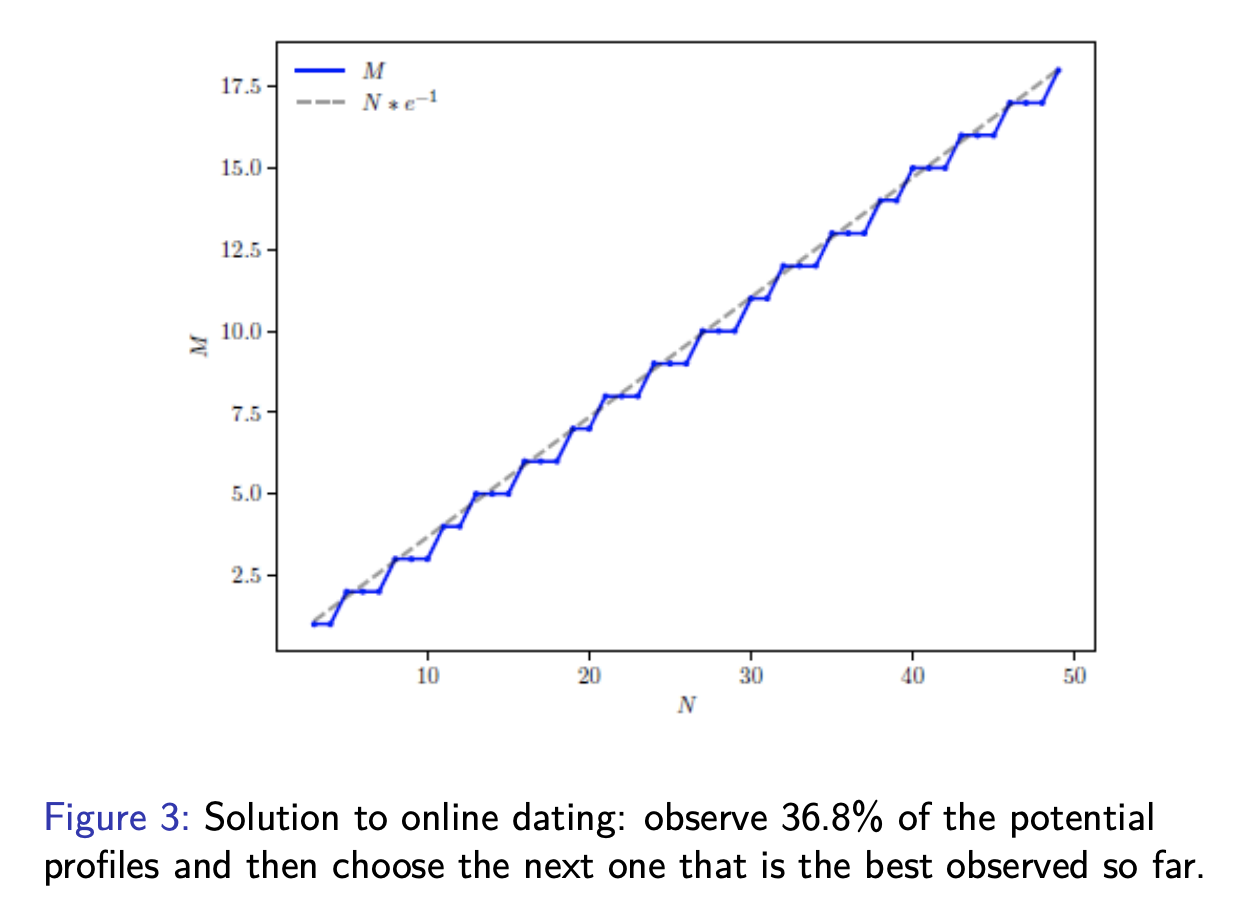 M
N * e⁻¹
17.5
15.0
12.5
10.0
7.5
5.0
2.5
M
10 20 30 40 50
N
Figure 3: Solution to online dating: observe 36.8% of the potential
profiles and then choose the next one that is the best observed so far.